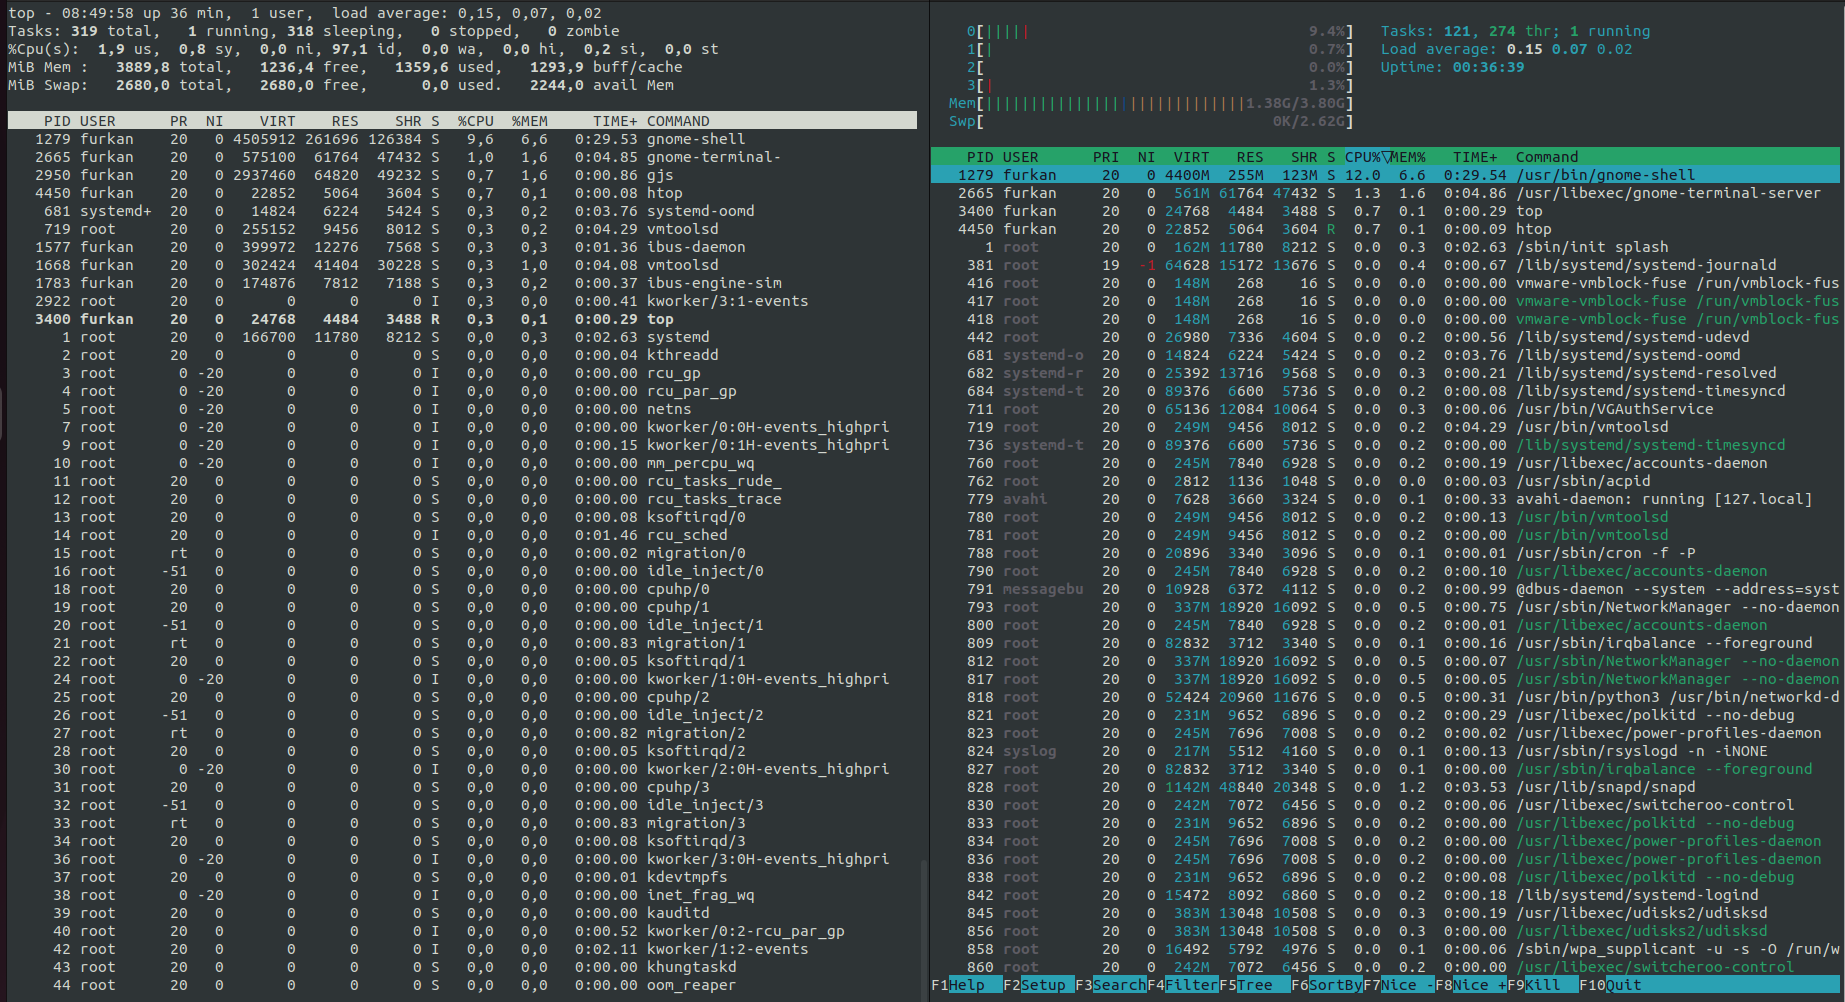 top - 08:49:58 up 36 min,  1 user,  load average: 0,15, 0,07, 0,02
Tasks: 319 total,   1 running, 318 sleeping,   0 stopped,   0 zombie
%Cpu(s):  1,9 us,  0,8 sy,  0,0 ni, 97,1 id,  0,0 wa,  0,0 hi,  0,2 si,  0,0 st
MiB Mem :   3889,8 total,   1236,4 free,   1359,6 used,   1293,9 buff/cache
MiB Swap:   2680,0 total,   2680,0 free,      0,0 used.   2244,0 avail Mem
PID USER PR NI VIRT RES SHR S %CPU %MEM TIME+ COMMAND
1279 furkan 20 0 4505912 261696 126384 S 9,6 6,6 0:29.53 gnome-shell
2665 furkan 20 0 575100 61764 47432 S 1,0 1,6 0:04.85 gnome-terminal-
2950 furkan 20 0 2937460 64820 49232 S 0,7 1,6 0:00.86 gjs
4450 furkan 20 0 22852 5064 3604 S 0,7 0,1 0:00.08 htop
681 systemd+ 20 0 14824 6224 5424 S 0,3 0,2 0:03.76 systemd-oomd
719 root 20 0 255152 9456 8012 S 0,3 0,2 0:04.29 vmtoolsd
1577 furkan 20 0 399972 12276 7568 S 0,3 0,3 0:01.36 ibus-daemon
1668 furkan 20 0 302424 41404 30228 S 0,3 1,0 0:04.08 vmtoolsd
1783 furkan 20 0 174876 7812 7188 S 0,3 0,2 0:00.37 ibus-engine-sim
2922 root 20 0 0 0 0 I 0,3 0,0 0:00.41 kworker/3:1-events
3400 furkan 20 0 24768 4484 3488 R 0,3 0,1 0:00.29 top
1 root 20 0 166700 11780 8212 S 0,0 0,3 0:02.63 systemd
2 root 20 0 0 0 0 S 0,0 0,0 0:00.04 kthreadd
3 root 0 -20 0 0 0 I 0,0 0,0 0:00.00 rcu_gp
4 root 0 -20 0 0 0 I 0,0 0,0 0:00.00 rcu_par_gp
5 root 0 -20 0 0 0 I 0,0 0,0 0:00.00 netns
7 root 0 -20 0 0 0 I 0,0 0,0 0:00.00 kworker/0:0H-events_highpri
9 root 0 -20 0 0 0 I 0,0 0,0 0:00.15 kworker/0:1H-events_highpri
10 root 0 -20 0 0 0 I 0,0 0,0 0:00.00 mm_percpu_wq
11 root 20 0 0 0 0 S 0,0 0,0 0:00.00 rcu_tasks_rude_
12 root 20 0 0 0 0 S 0,0 0,0 0:00.00 rcu_tasks_trace
13 root 20 0 0 0 0 S 0,0 0,0 0:00.08 ksoftirqd/0
14 root 20 0 0 0 0 I 0,0 0,0 0:01.46 rcu_sched
15 root rt 0 0 0 0 S 0,0 0,0 0:00.02 migration/0
16 root -51 0 0 0 0 S 0,0 0,0 0:00.00 idle_inject/0
18 root 20 0 0 0 0 S 0,0 0,0 0:00.00 cpuhp/0
19 root 20 0 0 0 0 S 0,0 0,0 0:00.00 cpuhp/1
20 root -51 0 0 0 0 S 0,0 0,0 0:00.00 idle_inject/1
21 root rt 0 0 0 0 S 0,0 0,0 0:00.83 migration/1
22 root 20 0 0 0 0 S 0,0 0,0 0:00.05 ksoftirqd/1
24 root 0 -20 0 0 0 I 0,0 0,0 0:00.00 kworker/1:0H-events_highpri
25 root 20 0 0 0 0 S 0,0 0,0 0:00.00 cpuhp/2
26 root -51 0 0 0 0 S 0,0 0,0 0:00.00 idle_inject/2
27 root rt 0 0 0 0 S 0,0 0,0 0:00.82 migration/2
28 root 20 0 0 0 0 S 0,0 0,0 0:00.05 ksoftirqd/2
30 root 0 -20 0 0 0 I 0,0 0,0 0:00.00 kworker/2:0H-events_highpri
31 root 20 0 0 0 0 S 0,0 0,0 0:00.00 cpuhp/3
32 root -51 0 0 0 0 S 0,0 0,0 0:00.00 idle_inject/3
33 root rt 0 0 0 0 S 0,0 0,0 0:00.83 migration/3
34 root 20 0 0 0 0 S 0,0 0,0 0:00.08 ksoftirqd/3
36 root 0 -20 0 0 0 I 0,0 0,0 0:00.00 kworker/3:0H-events_highpri
37 root 20 0 0 0 0 S 0,0 0,0 0:00.01 kdevtmpfs
38 root 0 -20 0 0 0 I 0,0 0,0 0:00.00 inet_frag_wq
39 root 20 0 0 0 0 S 0,0 0,0 0:00.00 kauditd
40 root 20 0 0 0 0 I 0,0 0,0 0:00.52 kworker/0:2-rcu_par_gp
42 root 20 0 0 0 0 I 0,0 0,0 0:02.11 kworker/1:2-events
43 root 20 0 0 0 0 S 0,0 0,0 0:00.00 khungtaskd
44 root 20 0 0 0 0 S 0,0 0,0 0:00.00 oom_reaper
0[||||| 9.4%] Tasks: 121, 274 thr; 1 running
1[| 0.7%] Load average: 0.15 0.07 0.02
2[ 0.0%] Uptime: 00:36:39
3[| 1.3%]
Mem[|||||||||||||||||||||||||||||1.38G/3.80G]
Swp[ 0K/2.62G]
PID USER PRI NI VIRT RES SHR S CPU%▽MEM% TIME+ Command
1279 furkan 20 0 4400M 255M 123M S 12.0 6.6 0:29.54 /usr/bin/gnome-shell
2665 furkan 20 0 561M 61764 47432 S 1.3 1.6 0:04.86 /usr/libexec/gnome-terminal-server
3400 furkan 20 0 24768 4484 3488 S 0.7 0.1 0:00.29 top
4450 furkan 20 0 22852 5064 3604 R 0.7 0.1 0:00.09 htop
1 root 20 0 162M 11780 8212 S 0.0 0.3 0:02.63 /sbin/init splash
381 root 19 -1 64628 15172 13676 S 0.0 0.4 0:00.67 /lib/systemd/systemd-journald
416 root 20 0 148M 268 16 S 0.0 0.0 0:00.00 vmware-vmblock-fuse /run/vmblock-fus
417 root 20 0 148M 268 16 S 0.0 0.0 0:00.00 vmware-vmblock-fuse /run/vmblock-fus
418 root 20 0 148M 268 16 S 0.0 0.0 0:00.00 vmware-vmblock-fuse /run/vmblock-fus
442 root 20 0 26980 7336 4604 S 0.0 0.2 0:00.56 /lib/systemd/systemd-udevd
681 systemd-o 20 0 14824 6224 5424 S 0.0 0.2 0:03.76 /lib/systemd/systemd-oomd
682 systemd-r 20 0 25392 13716 9568 S 0.0 0.3 0:00.21 /lib/systemd/systemd-resolved
684 systemd-t 20 0 89376 6600 5736 S 0.0 0.2 0:00.08 /lib/systemd/systemd-timesyncd
711 root 20 0 65136 12084 10064 S 0.0 0.3 0:00.06 /usr/bin/VGAuthService
719 root 20 0 249M 9456 8012 S 0.0 0.2 0:04.29 /usr/bin/vmtoolsd
736 systemd-t 20 0 89376 6600 5736 S 0.0 0.2 0:00.00 /lib/systemd/systemd-timesyncd
760 root 20 0 245M 7840 6928 S 0.0 0.2 0:00.19 /usr/libexec/accounts-daemon
762 root 20 0 2812 1136 1048 S 0.0 0.0 0:00.03 /usr/sbin/acpid
779 avahi 20 0 7628 3660 3324 S 0.0 0.1 0:00.33 avahi-daemon: running [127.local]
780 root 20 0 249M 9456 8012 S 0.0 0.2 0:00.13 /usr/bin/vmtoolsd
781 root 20 0 249M 9456 8012 S 0.0 0.2 0:00.00 /usr/bin/vmtoolsd
788 root 20 0 20896 3340 3096 S 0.0 0.1 0:00.01 /usr/sbin/cron -f -P
790 root 20 0 245M 7840 6928 S 0.0 0.2 0:00.10 /usr/libexec/accounts-daemon
791 messagebu 20 0 10928 6372 4112 S 0.0 0.2 0:00.99 @dbus-daemon --system --address=syst
793 root 20 0 337M 18920 16092 S 0.0 0.5 0:00.75 /usr/sbin/NetworkManager --no-daemon
800 root 20 0 245M 7840 6928 S 0.0 0.2 0:00.01 /usr/libexec/accounts-daemon
809 root 20 0 82832 3712 3340 S 0.0 0.1 0:00.16 /usr/sbin/irqbalance --foreground
812 root 20 0 337M 18920 16092 S 0.0 0.5 0:00.07 /usr/sbin/NetworkManager --no-daemon
817 root 20 0 337M 18920 16092 S 0.0 0.5 0:00.05 /usr/sbin/NetworkManager --no-daemon
818 root 20 0 52424 20960 11676 S 0.0 0.5 0:00.31 /usr/bin/python3 /usr/bin/networkd-d
821 root 20 0 231M 9652 6896 S 0.0 0.2 0:00.29 /usr/libexec/polkitd --no-debug
823 root 20 0 245M 7696 7008 S 0.0 0.2 0:00.02 /usr/libexec/power-profiles-daemon
824 syslog 20 0 217M 5512 4160 S 0.0 0.1 0:00.13 /usr/sbin/rsyslogd -n -iNONE
827 root 20 0 82832 3712 3340 S 0.0 0.1 0:00.00 /usr/sbin/irqbalance --foreground
828 root 20 0 1142M 48840 20348 S 0.0 1.2 0:03.53 /usr/lib/snapd/snapd
830 root 20 0 242M 7072 6456 S 0.0 0.2 0:00.06 /usr/libexec/switcheroo-control
833 root 20 0 231M 9652 6896 S 0.0 0.2 0:00.00 /usr/libexec/polkitd --no-debug
834 root 20 0 245M 7696 7008 S 0.0 0.2 0:00.00 /usr/libexec/power-profiles-daemon
836 root 20 0 245M 7696 7008 S 0.0 0.2 0:00.00 /usr/libexec/power-profiles-daemon
838 root 20 0 231M 9652 6896 S 0.0 0.2 0:00.08 /usr/libexec/polkitd --no-debug
842 root 20 0 15472 8092 6860 S 0.0 0.2 0:00.18 /lib/systemd/systemd-logind
845 root 20 0 383M 13048 10508 S 0.0 0.3 0:00.19 /usr/libexec/udisks2/udisksd
856 root 20 0 383M 13048 10508 S 0.0 0.3 0:00.00 /usr/libexec/udisks2/udisksd
858 root 20 0 16492 5792 4976 S 0.0 0.1 0:00.06 /sbin/wpa_supplicant -u -s -O /run/w
860 root 20 0 242M 7072 6456 S 0.0 0.2 0:00.00 /usr/libexec/switcheroo-control
F1Help  F2Setup F3SearchF4FilterF5Tree  F6SortByF7Nice -F8Nice +F9Kill  F10Quit